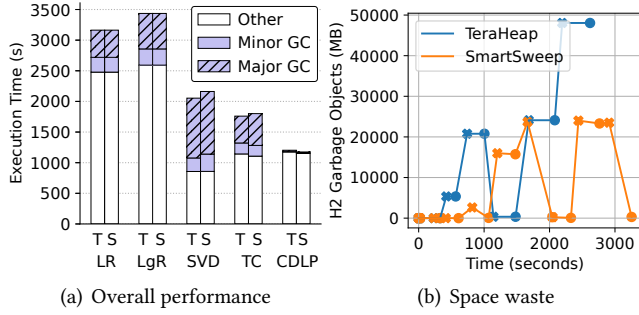 Execution Time (s)
3500
3000
2500
2000
1500
1000
500
0
Other
Minor GC
Major GC
T S T S T S T S T S
LR LgR SVD TC CDLP
(a) Overall performance
H2 Garbage Objects (MB)
50000
40000
30000
20000
10000
0
TeraHeap
SmartSweep
0 1000 2000 3000
Time (seconds)
(b) Space waste